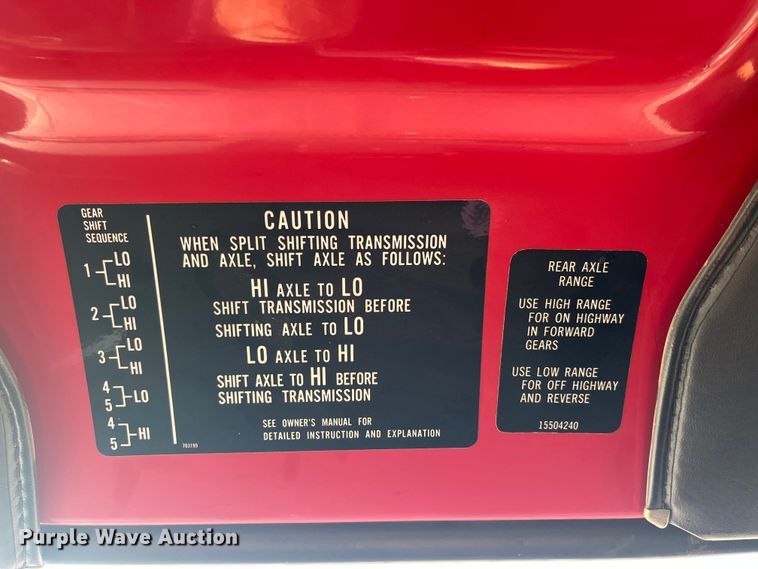 GEAR
SHIFT
SEQUENCE
1 LO
HI
2 LO
HI
3 LO
HI
4
5 LO
4
5 HI
CAUTION
WHEN SPLIT SHIFTING TRANSMISSION
AND AXLE, SHIFT AXLE AS FOLLOWS:
HI AXLE TO LO
SHIFT TRANSMISSION BEFORE
SHIFTING AXLE TO LO
LO AXLE TO HI
SHIFT AXLE TO HI BEFORE
SHIFTING TRANSMISSION
SEE OWNER'S MANUAL FOR
DETAILED INSTRUCTION AND EXPLANATION
REAR AXLE
RANGE
USE HIGH RANGE
FOR ON HIGHWAY
IN FORWARD
GEARS
USE LOW RANGE
FOR OFF HIGHWAY
AND REVERSE
15504240
Purple Wave Auction